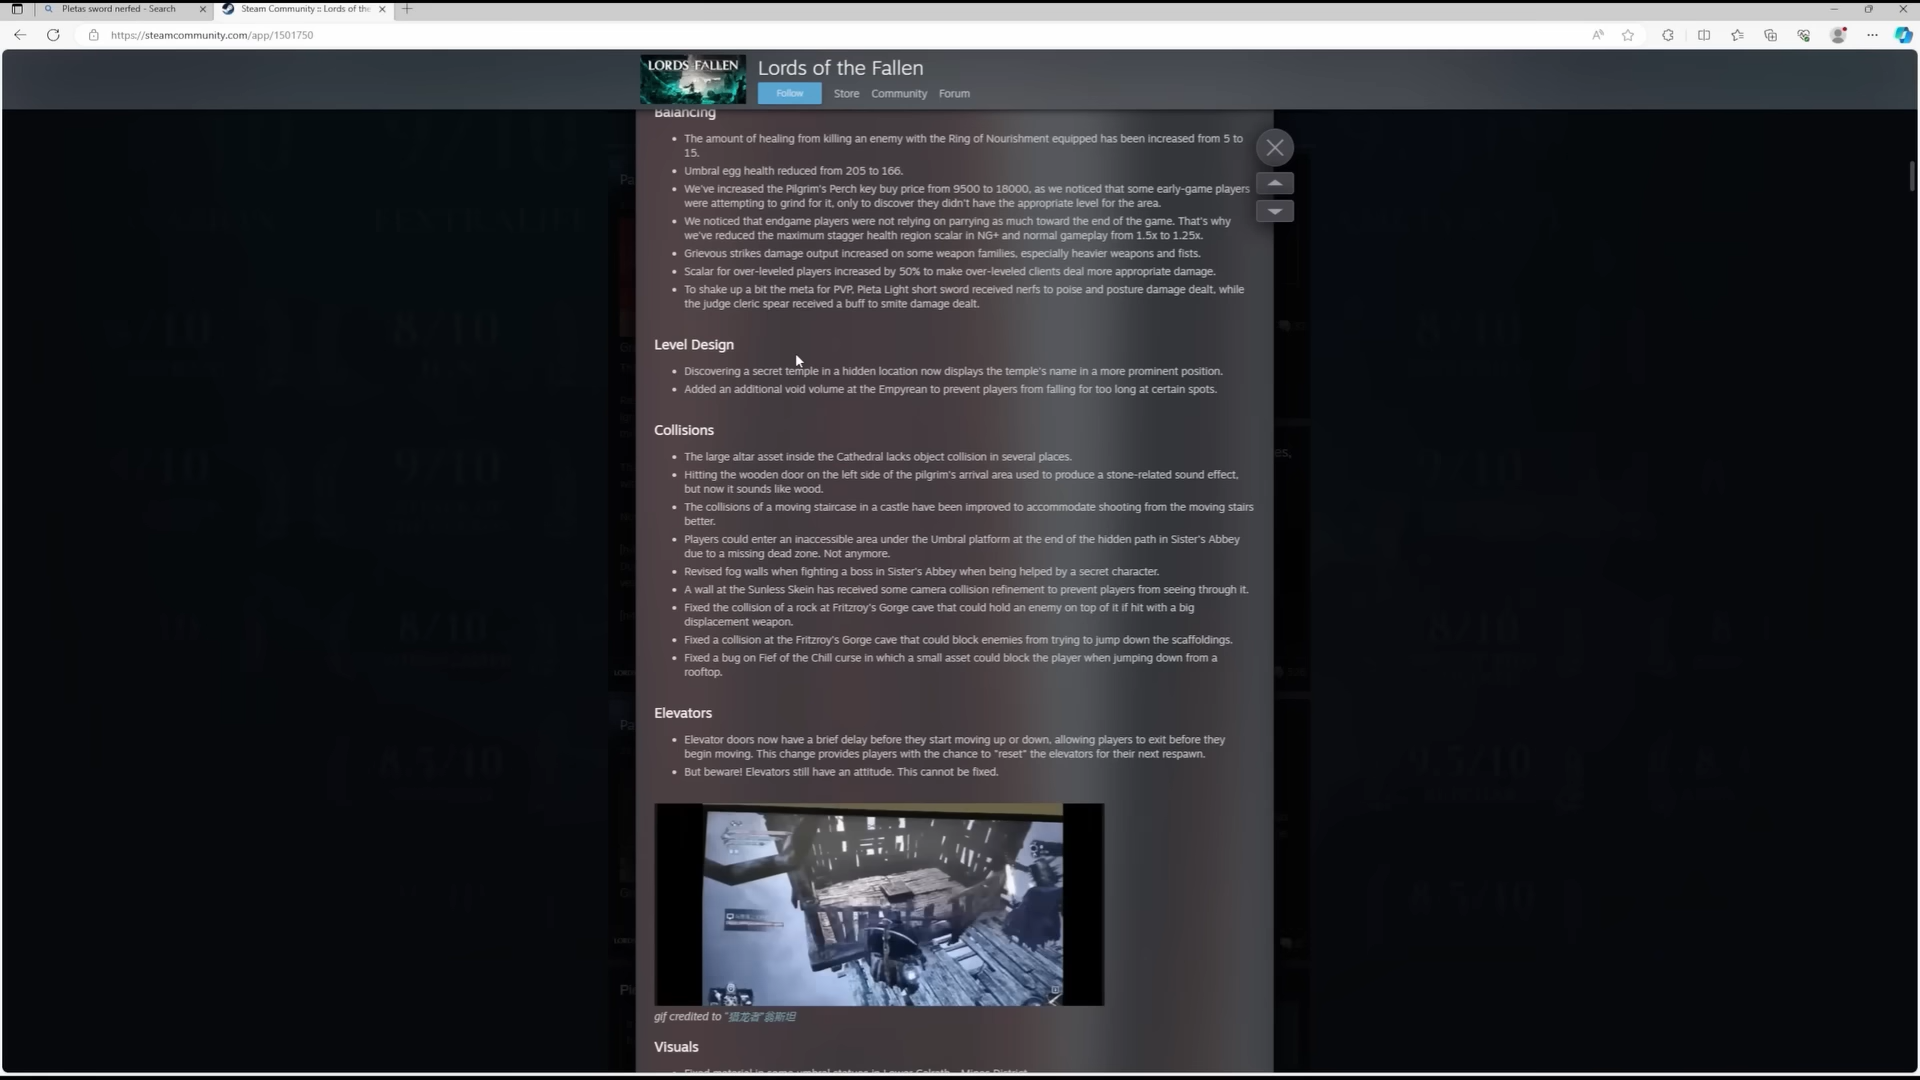 Pletas sword nerfed - Search
Steam Community :: Lords of the
https://steamcommunity.com/app/1501750
LORDS FALLEN
Lords of the Fallen
Follow Store Community Forum
Balancing
• The amount of healing from killing an enemy with the Ring of Nourishment equipped has been increased from 5 to
15.
• Umbral egg health reduced from 205 to 166.
• We've increased the Pilgrim's Perch key buy price from 9500 to 18000, as we noticed that some early-game players
were attempting to grind for it, only to discover they didn't have the appropriate level for the area.
• We noticed that endgame players were not relying on parrying as much toward the end of the game. That's why
we've reduced the maximum stagger health region scalar in NG+ and normal gameplay from 1.5x to 1.25x.
• Grievous strikes damage output increased on some weapon families, especially heavier weapons and fists.
• Scalar for over-leveled players increased by 50% to make over-leveled clients deal more appropriate damage.
• To shake up a bit the meta for PVP, Pieta Light short sword received nerfs to poise and posture damage dealt, while
the judge cleric spear received a buff to smite damage dealt.
Level Design
• Discovering a secret temple in a hidden location now displays the temple's name in a more prominent position.
• Added an additional void volume at the Empyrean to prevent players from falling for too long at certain spots.
Collisions
• The large altar asset inside the Cathedral lacks object collision in several places.
• Hitting the wooden door on the left side of the pilgrim's arrival area used to produce a stone-related sound effect,
but now it sounds like wood.
• The collisions of a moving staircase in a castle have been improved to accommodate shooting from the moving stairs
better.
• Players could enter an inaccessible area under the Umbral platform at the end of the hidden path in Sister's Abbey
due to a missing dead zone. Not anymore.
• Revised fog walls when fighting a boss in Sister's Abbey when being helped by a secret character.
• A wall at the Sunless Skein has received some camera collision refinement to prevent players from seeing through it.
• Fixed the collision of a rock at Fritzroy's Gorge cave that could hold an enemy on top of it if hit with a big
displacement weapon.
• Fixed a collision at the Fritzroy's Gorge cave that could block enemies from trying to jump down the scaffoldings.
• Fixed a bug on Fief of the Chill curse in which a small asset could block the player when jumping down from a
rooftop.
Elevators
• Elevator doors now have a brief delay before they start moving up or down, allowing players to exit before they
begin moving. This change provides players with the chance to "reset" the elevators for their next respawn.
• But beware! Elevators still have an attitude. This cannot be fixed.
gif credited to "猎龙者"翁斯坦
Visuals